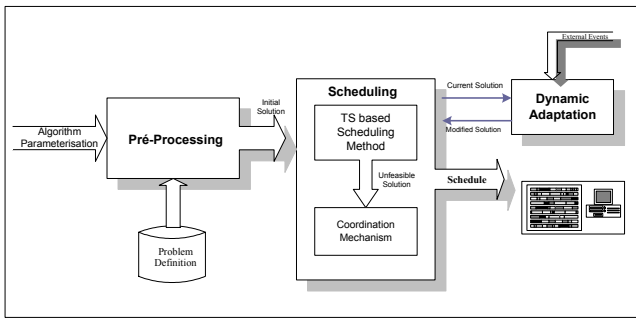 External Events
Scheduling
Current Solution
Dynamic
Adaptation
Initial
Solution
TS based
Scheduling
Method
Algorithm
Parameterisation
Pré-Processing
Modified Solution
Unfeasible
Solution
Schedule
Coordination
Mechanism
Problem
Definition